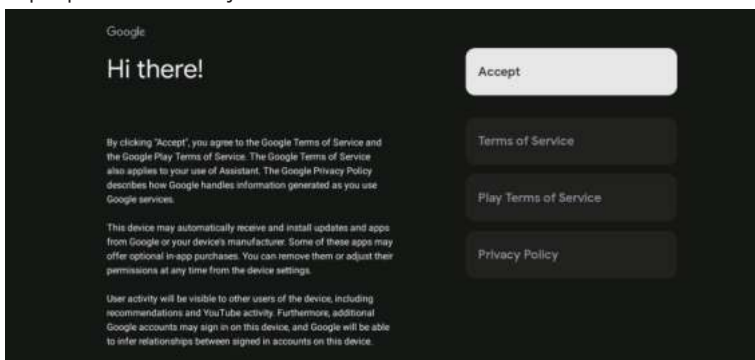 Google
Hi there!
Accept
By clicking "Accept", you agree to the Google Terms of Service and
the Google Play Terms of Service. The Google Terms of Service
also applies to your use of Assistant. The Google Privacy Policy
describes how Google handles information generated as you use
Google services.
This device may automatically receive and install updates and apps
from Google or your device's manufacturer. Some of these apps may
offer optional in-app purchases. You can remove them or adjust their
permissions at any time from the device settings.
User activity will be visible to other users of the device, including
recommendations and YouTube activity. Furthermore, additional
Google accounts may sign in on this device, and Google will be able
to infer relationships between signed in accounts on this device.
Terms of Service
Play Terms of Service
Privacy Policy